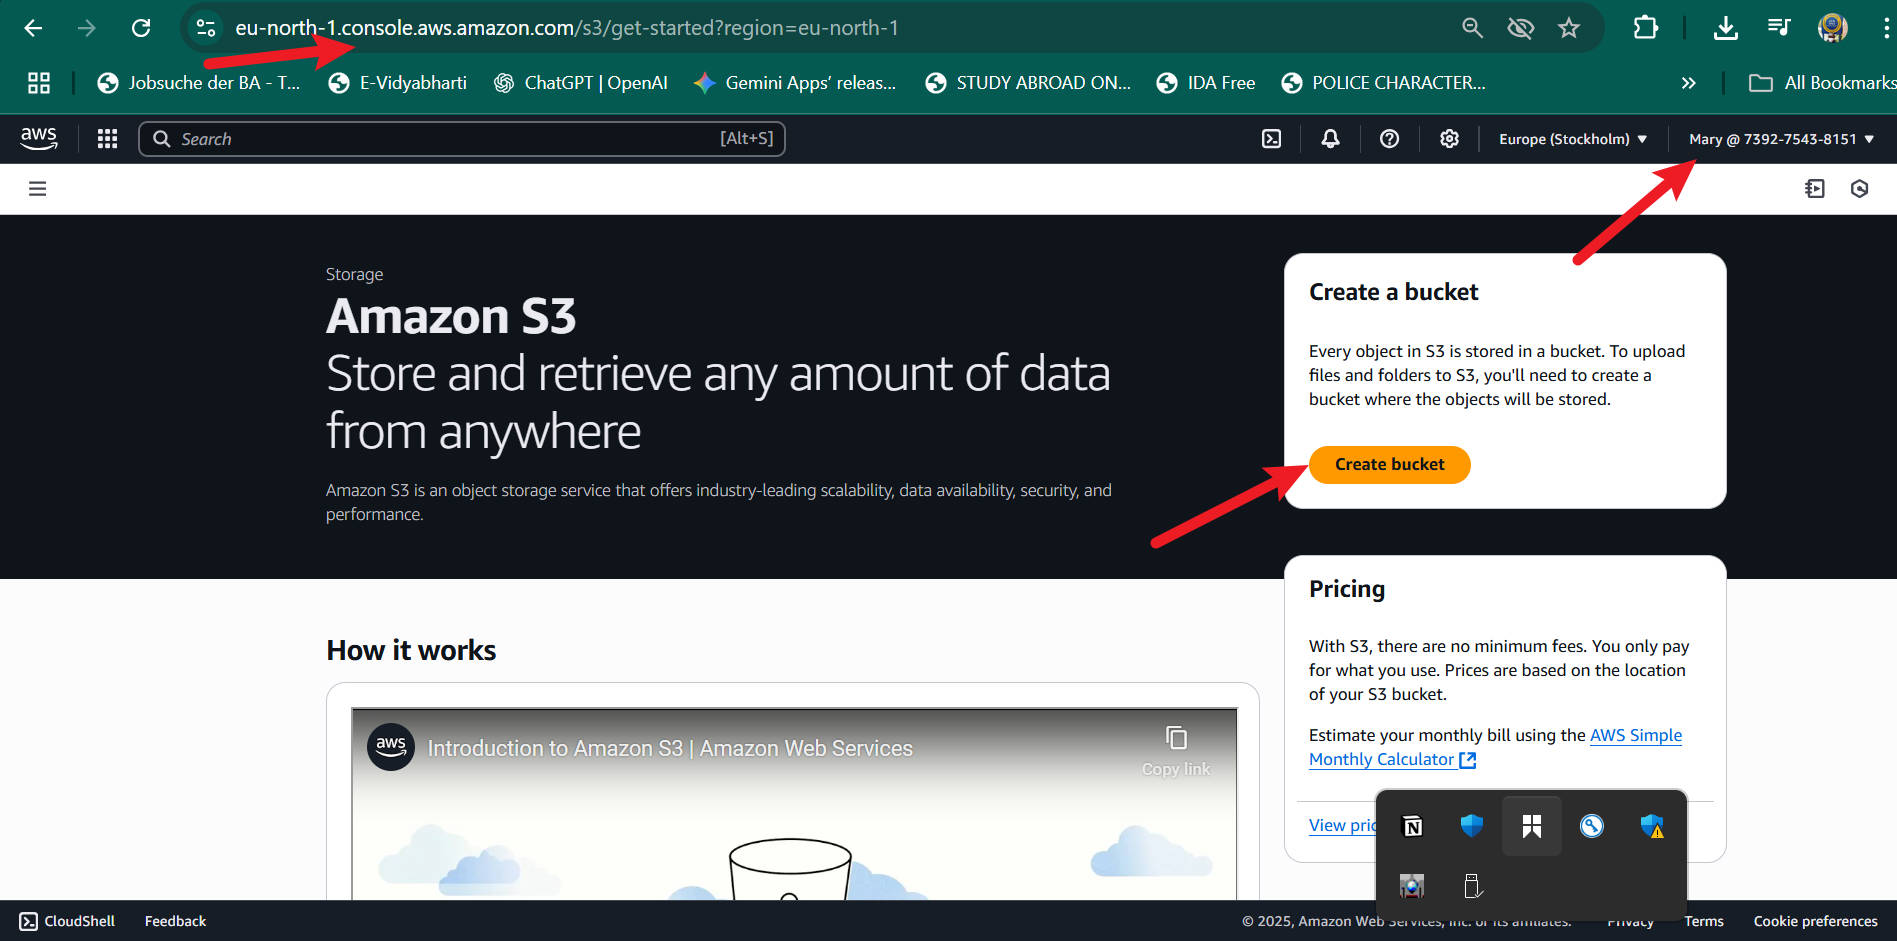 eu-north-1.console.aws.amazon.com/s3/get-started?region=eu-north-1
Jobsuche der BA - T...
E-Vidyabharti
ChatGPT | OpenAI
Gemini Apps’ releas...
STUDY ABROAD ON...
IDA Free
POLICE CHARACTER...
All Bookmarks
aws
Search
[Alt+S]
Europe (Stockholm)
Mary @ 7392-7543-8151
Storage
Amazon S3
Store and retrieve any amount of data
from anywhere
Amazon S3 is an object storage service that offers industry-leading scalability, data availability, security, and
performance.
Create a bucket
Every object in S3 is stored in a bucket. To upload
files and folders to S3, you'll need to create a
bucket where the objects will be stored.
Create bucket
Pricing
With S3, there are no minimum fees. You only pay
for what you use. Prices are based on the location
of your S3 bucket.
Estimate your monthly bill using the AWS Simple
Monthly Calculator
View pric
How it works
aws
Introduction to Amazon S3 | Amazon Web Services
Copy link
CloudShell
Feedback
© 2025, Amazon Web Services, Inc. or its affiliates.
Privacy
Terms
Cookie preferences